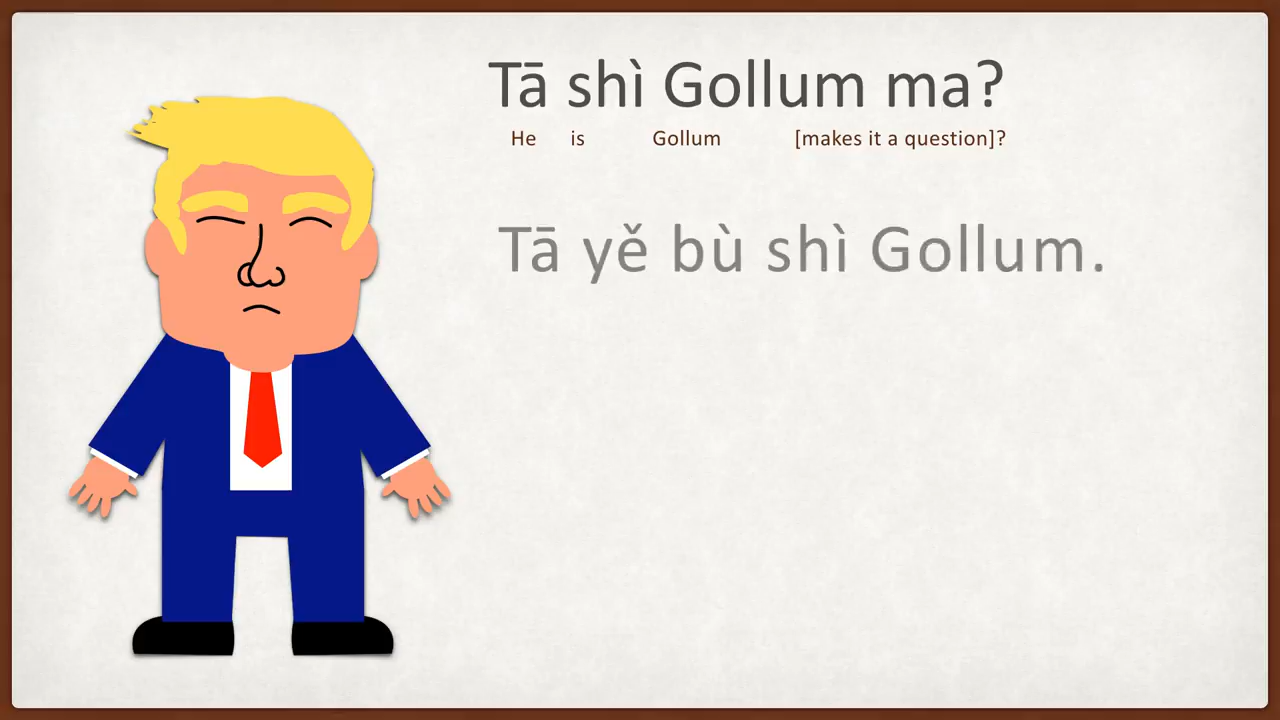 Tā shì Gollum ma?
He is Gollum [makes it a question]?
Tā yě bù shì Gollum.